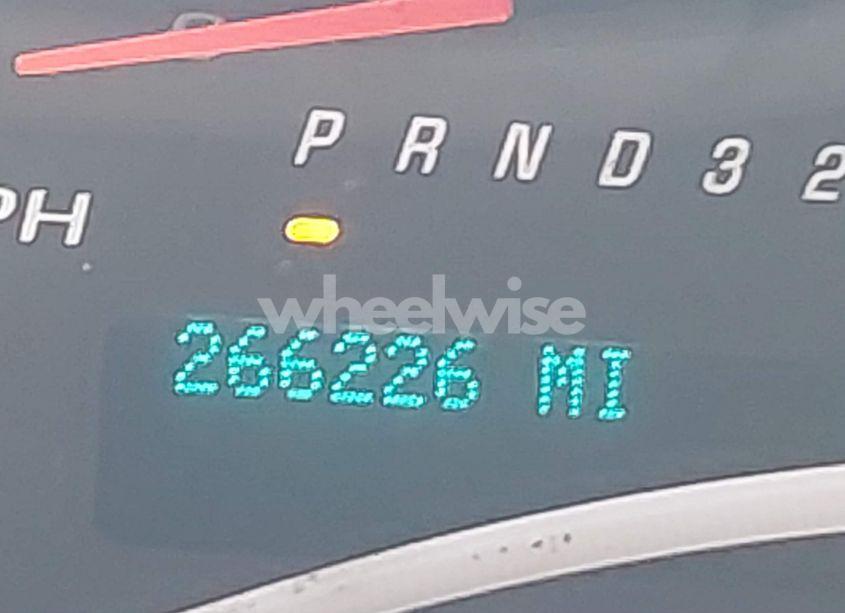 P R N D 3 2
PH
wheelwise
266226 MI